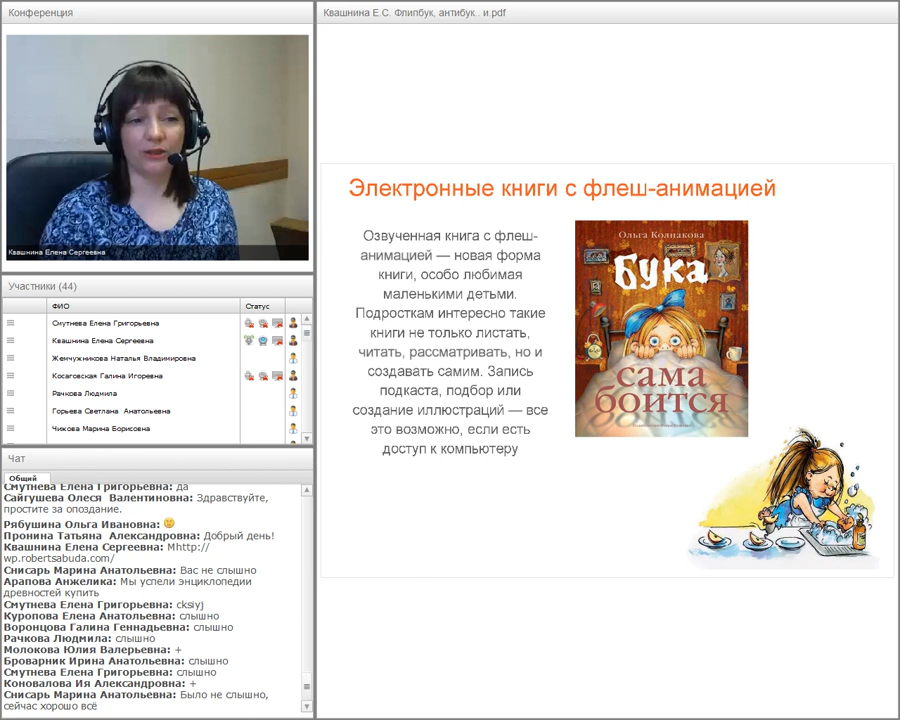 Конференция
Квашнина Елена Сергеевна
Участники (44)
ФИО
Статус
Смутнева Елена Григорьевна
Квашнина Елена Сергеевна
Жемчужникова Наталья Владимировна
Косаговская Галина Игоревна
Рачкова Людмила
Горьева Светлана Анатольевна
Чикова Марина Борисовна
Чат
Общий
Смутнева Елена Григорьевна: да
Сайгушева Олеся Валентиновна: Здравствуйте,
простите за опоздание.
Рябушина Ольга Ивановна:
Пронина Татьяна Александровна: Добрый день!
Квашнина Елена Сергеевна: Mhttp://
wp.robertsabuda.com/
Снисарь Марина Анатольевна: Вас не слышно
Арапова Анжелика: Мы успели энциклопедии
древностей купить
Смутнева Елена Григорьевна: cksiyj
Куропова Елена Анатольевна: слышно
Воронцова Галина Геннадьевна: слышно
Рачкова Людмила: слышно
Молокова Юлия Валерьевна: +
Броварник Ирина Анатольевна: слышно
Смутнева Елена Григорьевна: слышно
Коновалова Ия Александровна: +
Снисарь Марина Анатольевна: Было не слышно,
сейчас хорошо всё
Квашнина Е.С. Флипбук, антибук.. и.pdf
Электронные книги с флеш-анимацией
Озвученная книга с флеш-
анимацией — новая форма
книги, особо любимая
маленькими детьми.
Подросткам интересно такие
книги не только листать,
читать, рассматривать, но и
создавать самим. Запись
подкаста, подбор или
создание иллюстраций — все
это возможно, если есть
доступ к компьютеру
Ольга Колпакова
Бука
сама
боится